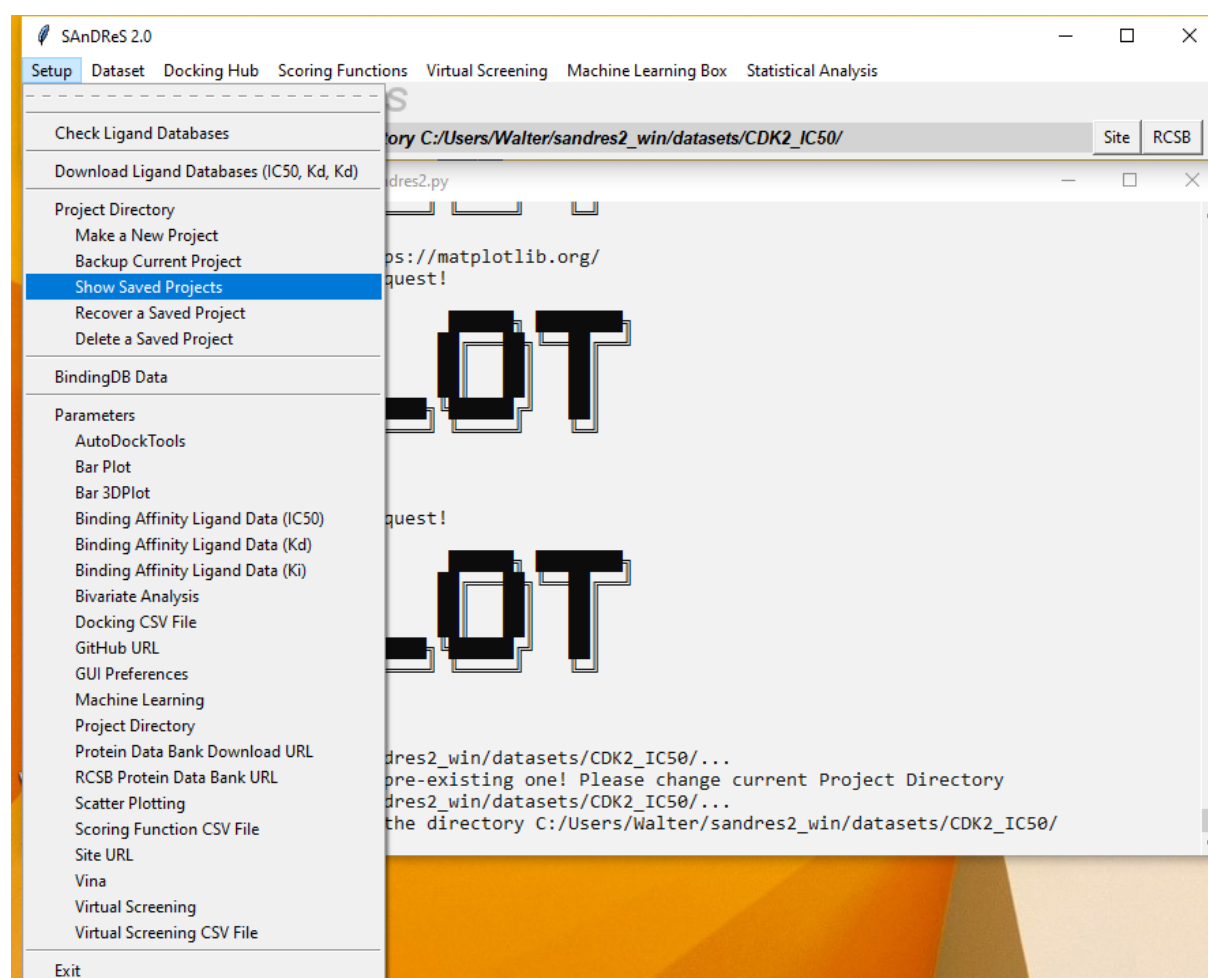 SAnDReS 2.0
Setup Dataset Docking Hub Scoring Functions Virtual Screening Machine Learning Box Statistical Analysis
S
Check Ligand Databases
tory C:/Users/Walter/sandres2_win/datasets/CDK2_IC50/
Site RCSB
Download Ligand Databases (IC50, Kd, Kd)
ndres2.py
Project Directory
Make a New Project
Backup Current Project
Show Saved Projects
Recover a Saved Project
Delete a Saved Project
BindingDB Data
Parameters
AutoDockTools
Bar Plot
Bar 3DPlot
Binding Affinity Ligand Data (IC50)
Binding Affinity Ligand Data (Kd)
Binding Affinity Ligand Data (Ki)
Bivariate Analysis
Docking CSV File
GitHub URL
GUI Preferences
Machine Learning
Project Directory
Protein Data Bank Download URL
RCSB Protein Data Bank URL
Scatter Plotting
Scoring Function CSV File
Site URL
Vina
Virtual Screening
Virtual Screening CSV File
Exit
ps://matplotlib.org/
quest!
LOT
quest!
LOT
dres2_win/datasets/CDK2_IC50/...
pre-existing one! Please change current Project Directory
dres2_win/datasets/CDK2_IC50/...
the directory C:/Users/Walter/sandres2_win/datasets/CDK2_IC50/